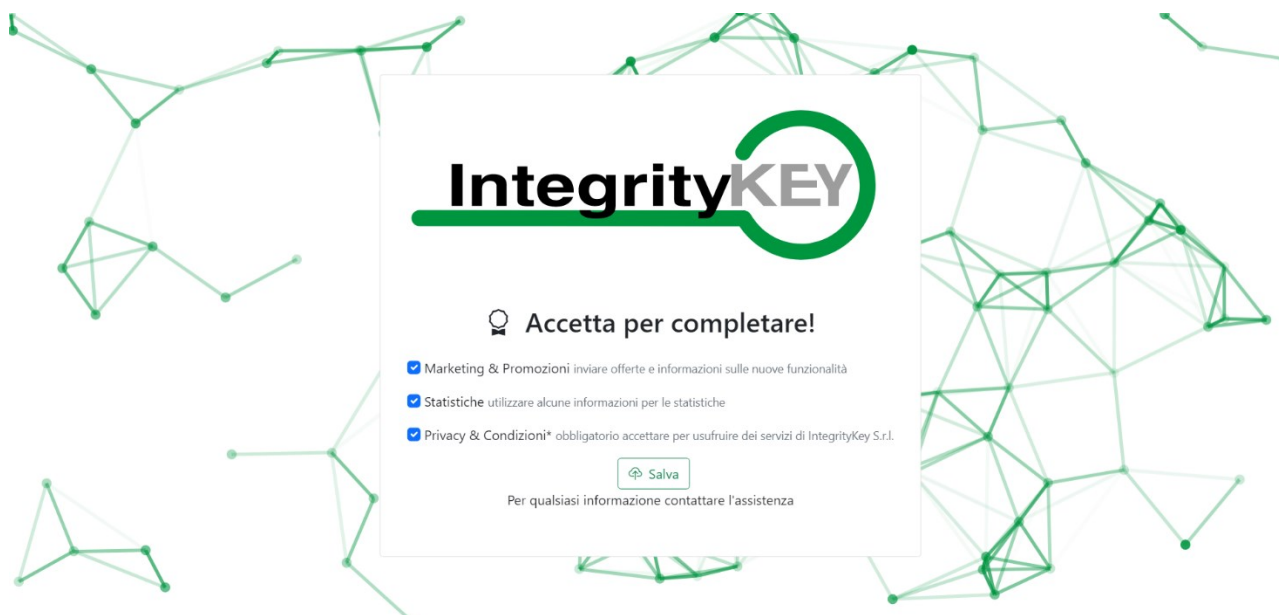 IntegrityKEY
Accetta per completare!
Marketing & Promozioni inviare offerte e informazioni sulle nuove funzionalità
Statistiche utilizzare alcune informazioni per le statistiche
Privacy & Condizioni* obbligatorio accettare per usufruire dei servizi di IntegrityKey S.r.l.
Salva
Per qualsiasi informazione contattare l'assistenza